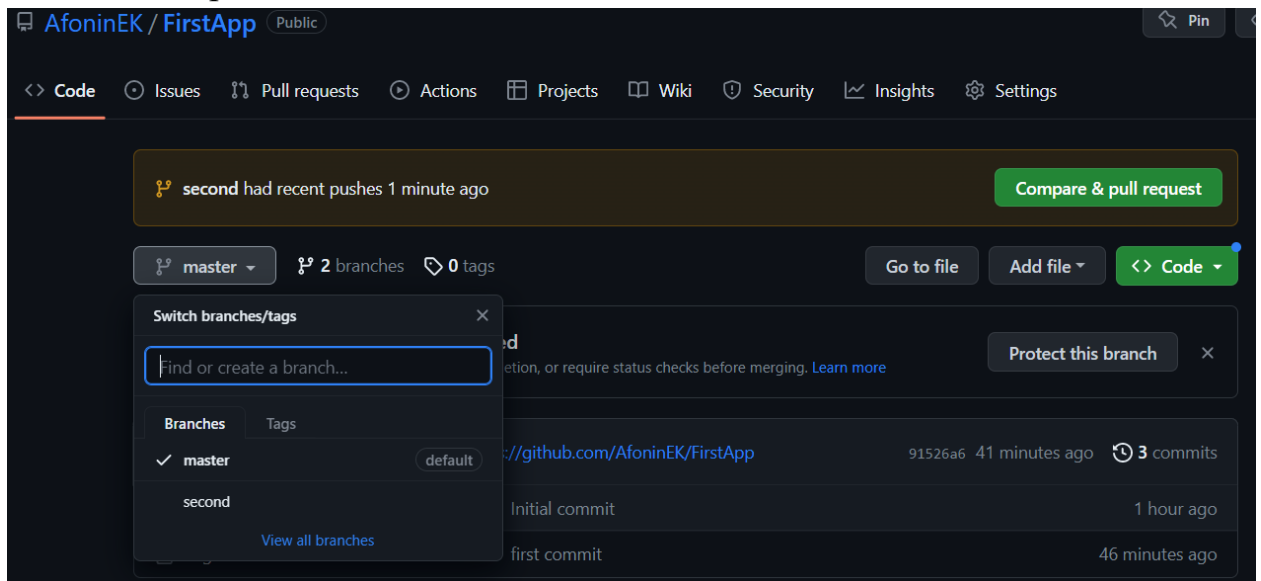 AfoninEK / FirstApp Public
Pin
Code Issues Pull requests Actions Projects Wiki Security Insights Settings
second had recent pushes 1 minute ago
Compare & pull request
master 2 branches 0 tags
Go to file Add file Code
Switch branches/tags
Find or create a branch...
etion, or require status checks before merging. Learn more
Protect this branch
Branches Tags
master default
://github.com/AfoninEK/FirstApp
91526a6 41 minutes ago 3 commits
second
Initial commit
1 hour ago
View all branches
first commit
46 minutes ago